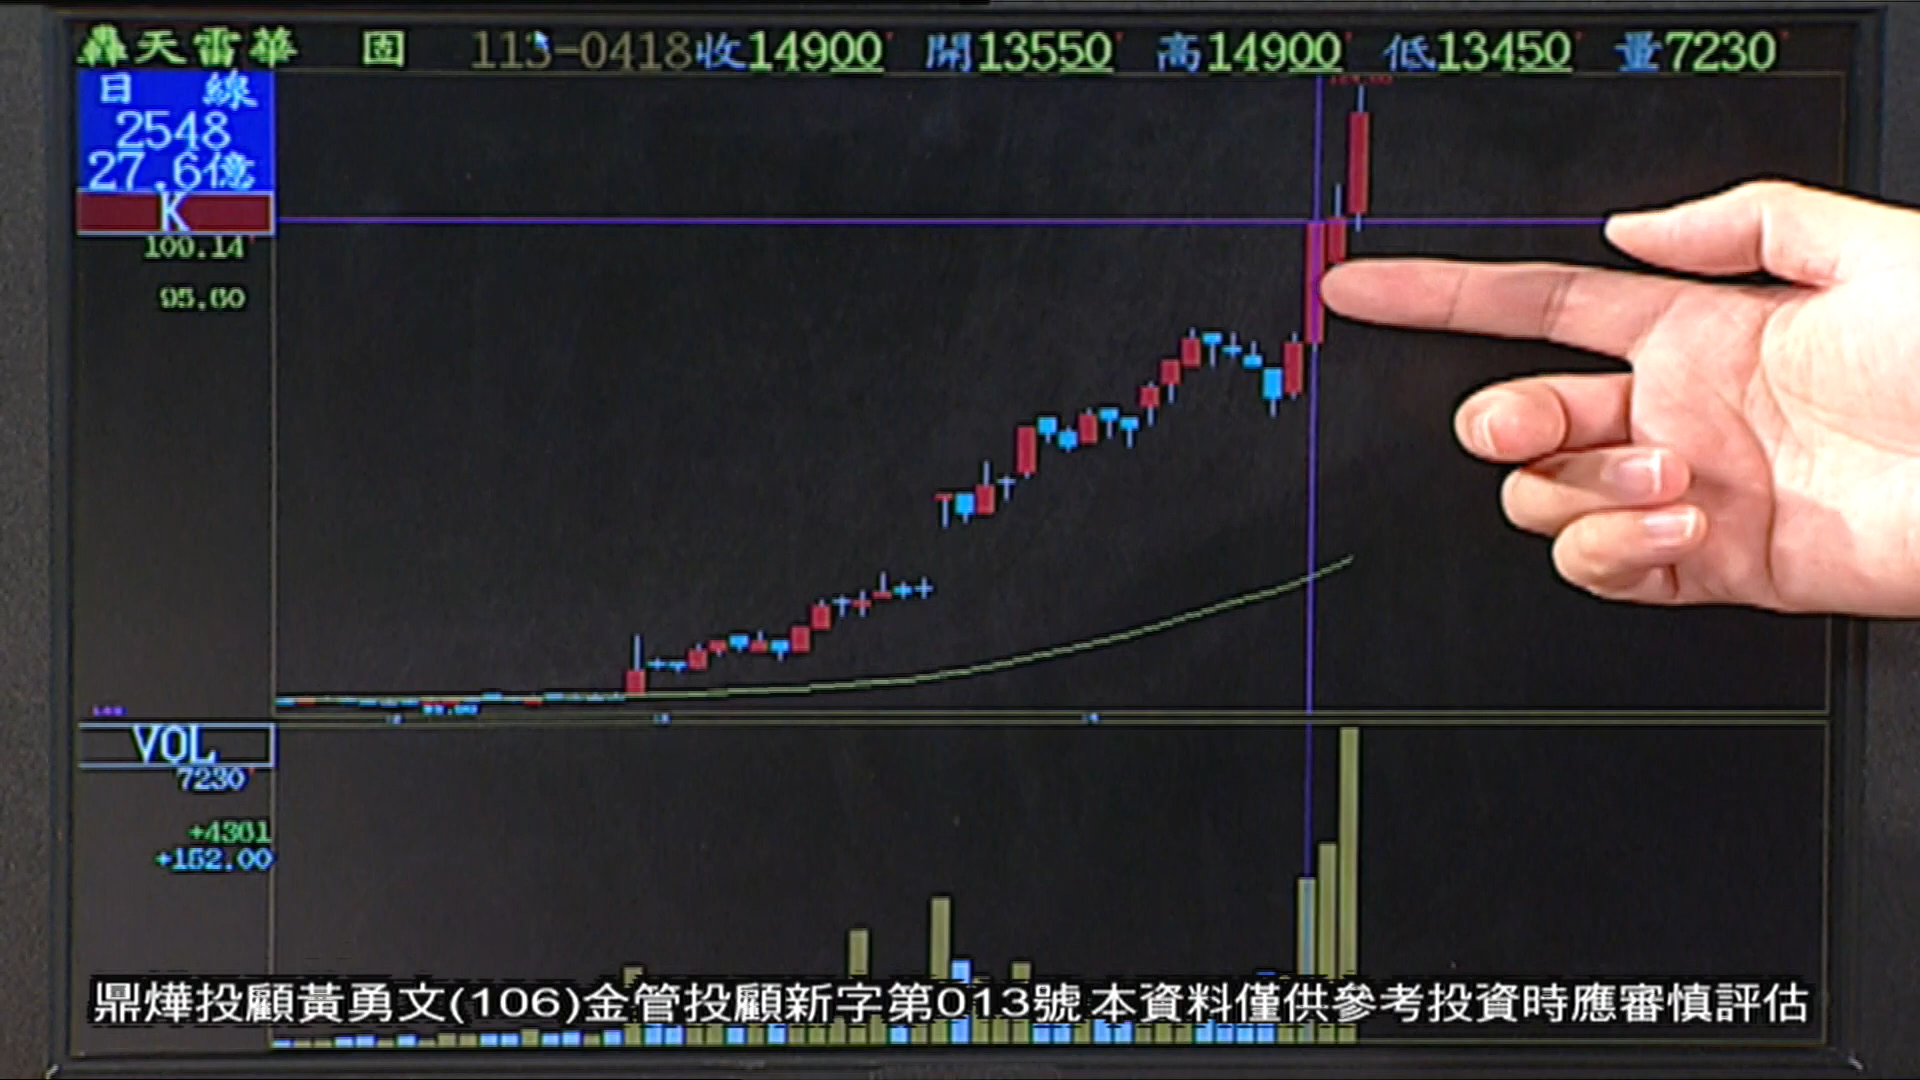 轟天雷華 固 113-0418收14900 開13550 高14900 低13450 量7230
日 線
2548
27.6億
K
100.14
95.60
VOL
7230
+4361
+152.00
鼎燁投顧黃勇文(106)金管投顧新字第013號 本資料僅供參考投資時應審慎評估